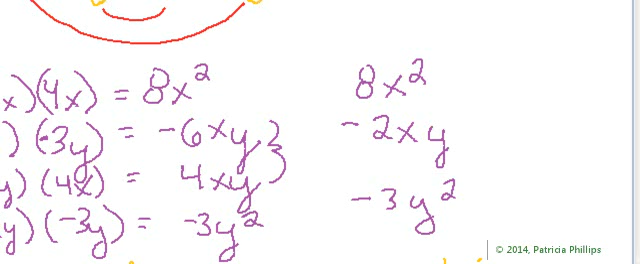 x)(4x) = 8x²
) (-3y) = -6xy
y) (4x) = 4xy
y) (-3y) = -3y²
8x²
-2xy
-3y²
© 2014, Patricia Phillips